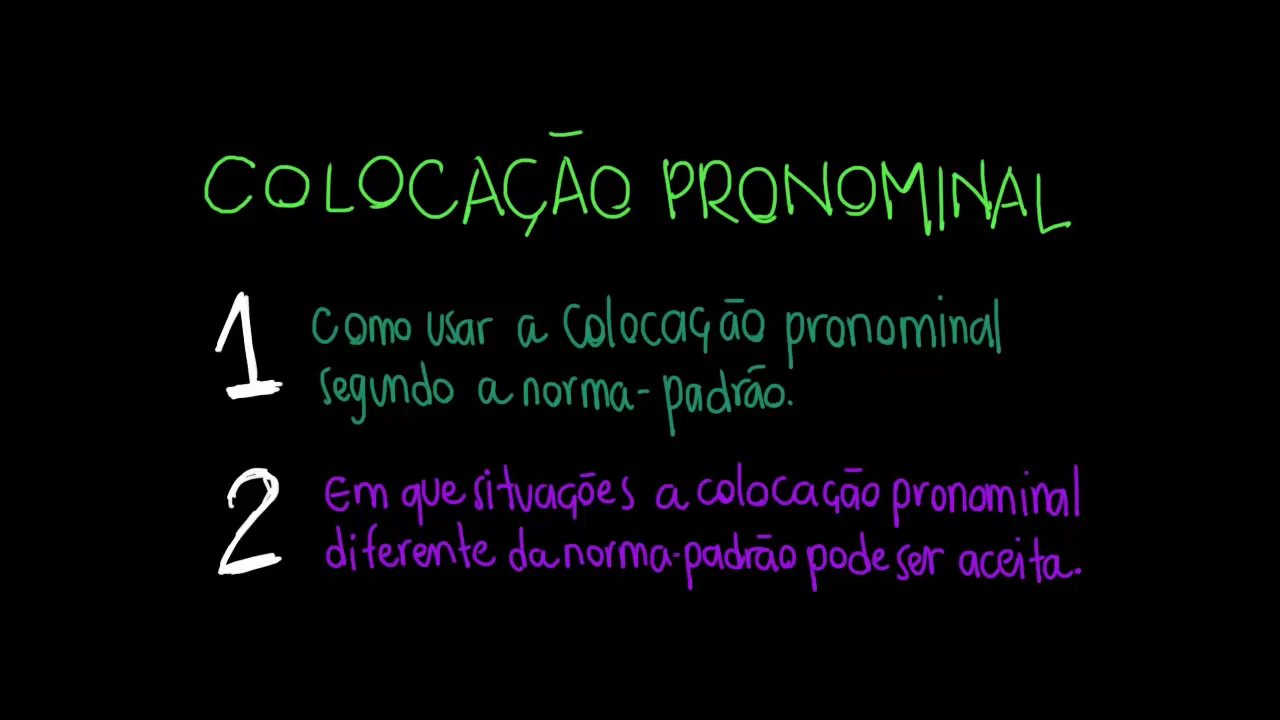 COLOCAÇÃO PRONOMINAL
1 Como usar a colocação pronominal
segundo a norma-padrão.
2 Em que situações a colocação pronominal
diferente da norma-padrão pode ser aceita.